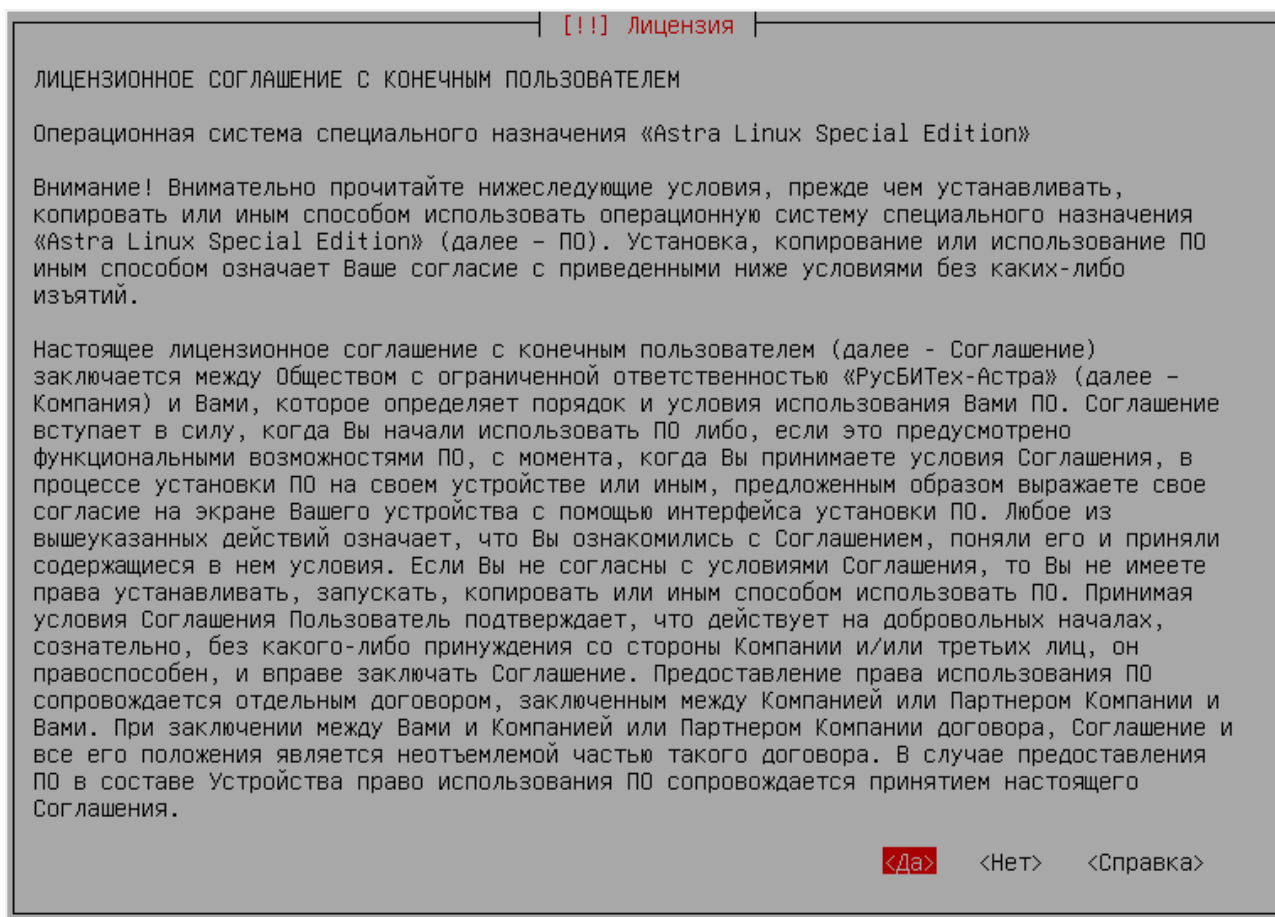 [!!] Лицензия
ЛИЦЕНЗИОННОЕ СОГЛАШЕНИЕ С КОНЕЧНЫМ ПОЛЬЗОВАТЕЛЕМ
Операционная система специального назначения «Astra Linux Special Edition»
Внимание! Внимательно прочитайте нижеследующие условия, прежде чем устанавливать,
копировать или иным способом использовать операционную систему специального назначения
«Astra Linux Special Edition» (далее – ПО). Установка, копирование или использование ПО
иным способом означает Ваше согласие с приведенными ниже условиями без каких-либо
изъятий.
Настоящее лицензионное соглашение с конечным пользователем (далее - Соглашение)
заключается между Обществом с ограниченной ответственностью «РусБИТех-Астра» (далее –
Компания) и Вами, которое определяет порядок и условия использования Вами ПО. Соглашение
вступает в силу, когда Вы начали использовать ПО либо, если это предусмотрено
функциональными возможностями ПО, с момента, когда Вы принимаете условия Соглашения, в
процессе установки ПО на своем устройстве или иным, предложенным образом выражаете свое
согласие на экране Вашего устройства с помощью интерфейса установки ПО. Любое из
вышеуказанных действий означает, что Вы ознакомились с Соглашением, поняли его и приняли
содержащиеся в нем условия. Если Вы не согласны с условиями Соглашения, то Вы не имеете
права устанавливать, запускать, копировать или иным способом использовать ПО. Принимая
условия Соглашения Пользователь подтверждает, что действует на добровольных началах,
сознательно, без какого-либо принуждения со стороны Компании и/или третьих лиц, он
правоспособен, и вправе заключать Соглашение. Предоставление права использования ПО
сопровождается отдельным договором, заключенным между Компанией или Партнером Компании и
Вами. При заключении между Вами и Компанией или Партнером Компании договора, Соглашение и
все его положения является неотъемлемой частью такого договора. В случае предоставления
ПО в составе Устройства право использования ПО сопровождается принятием настоящего
Соглашения.
<Да> <Нет> <Справка>